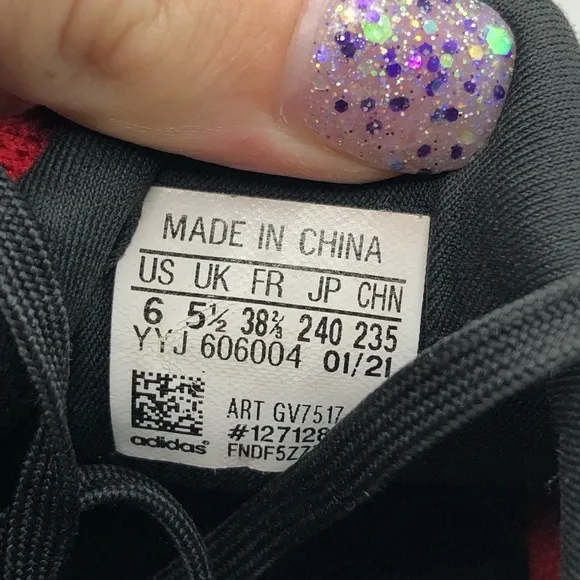 MADE IN CHINA
US UK FR JP CHN
6 5½ 38⅔ 240 235
YYJ 606004 01/21
ART GV7517
adidas